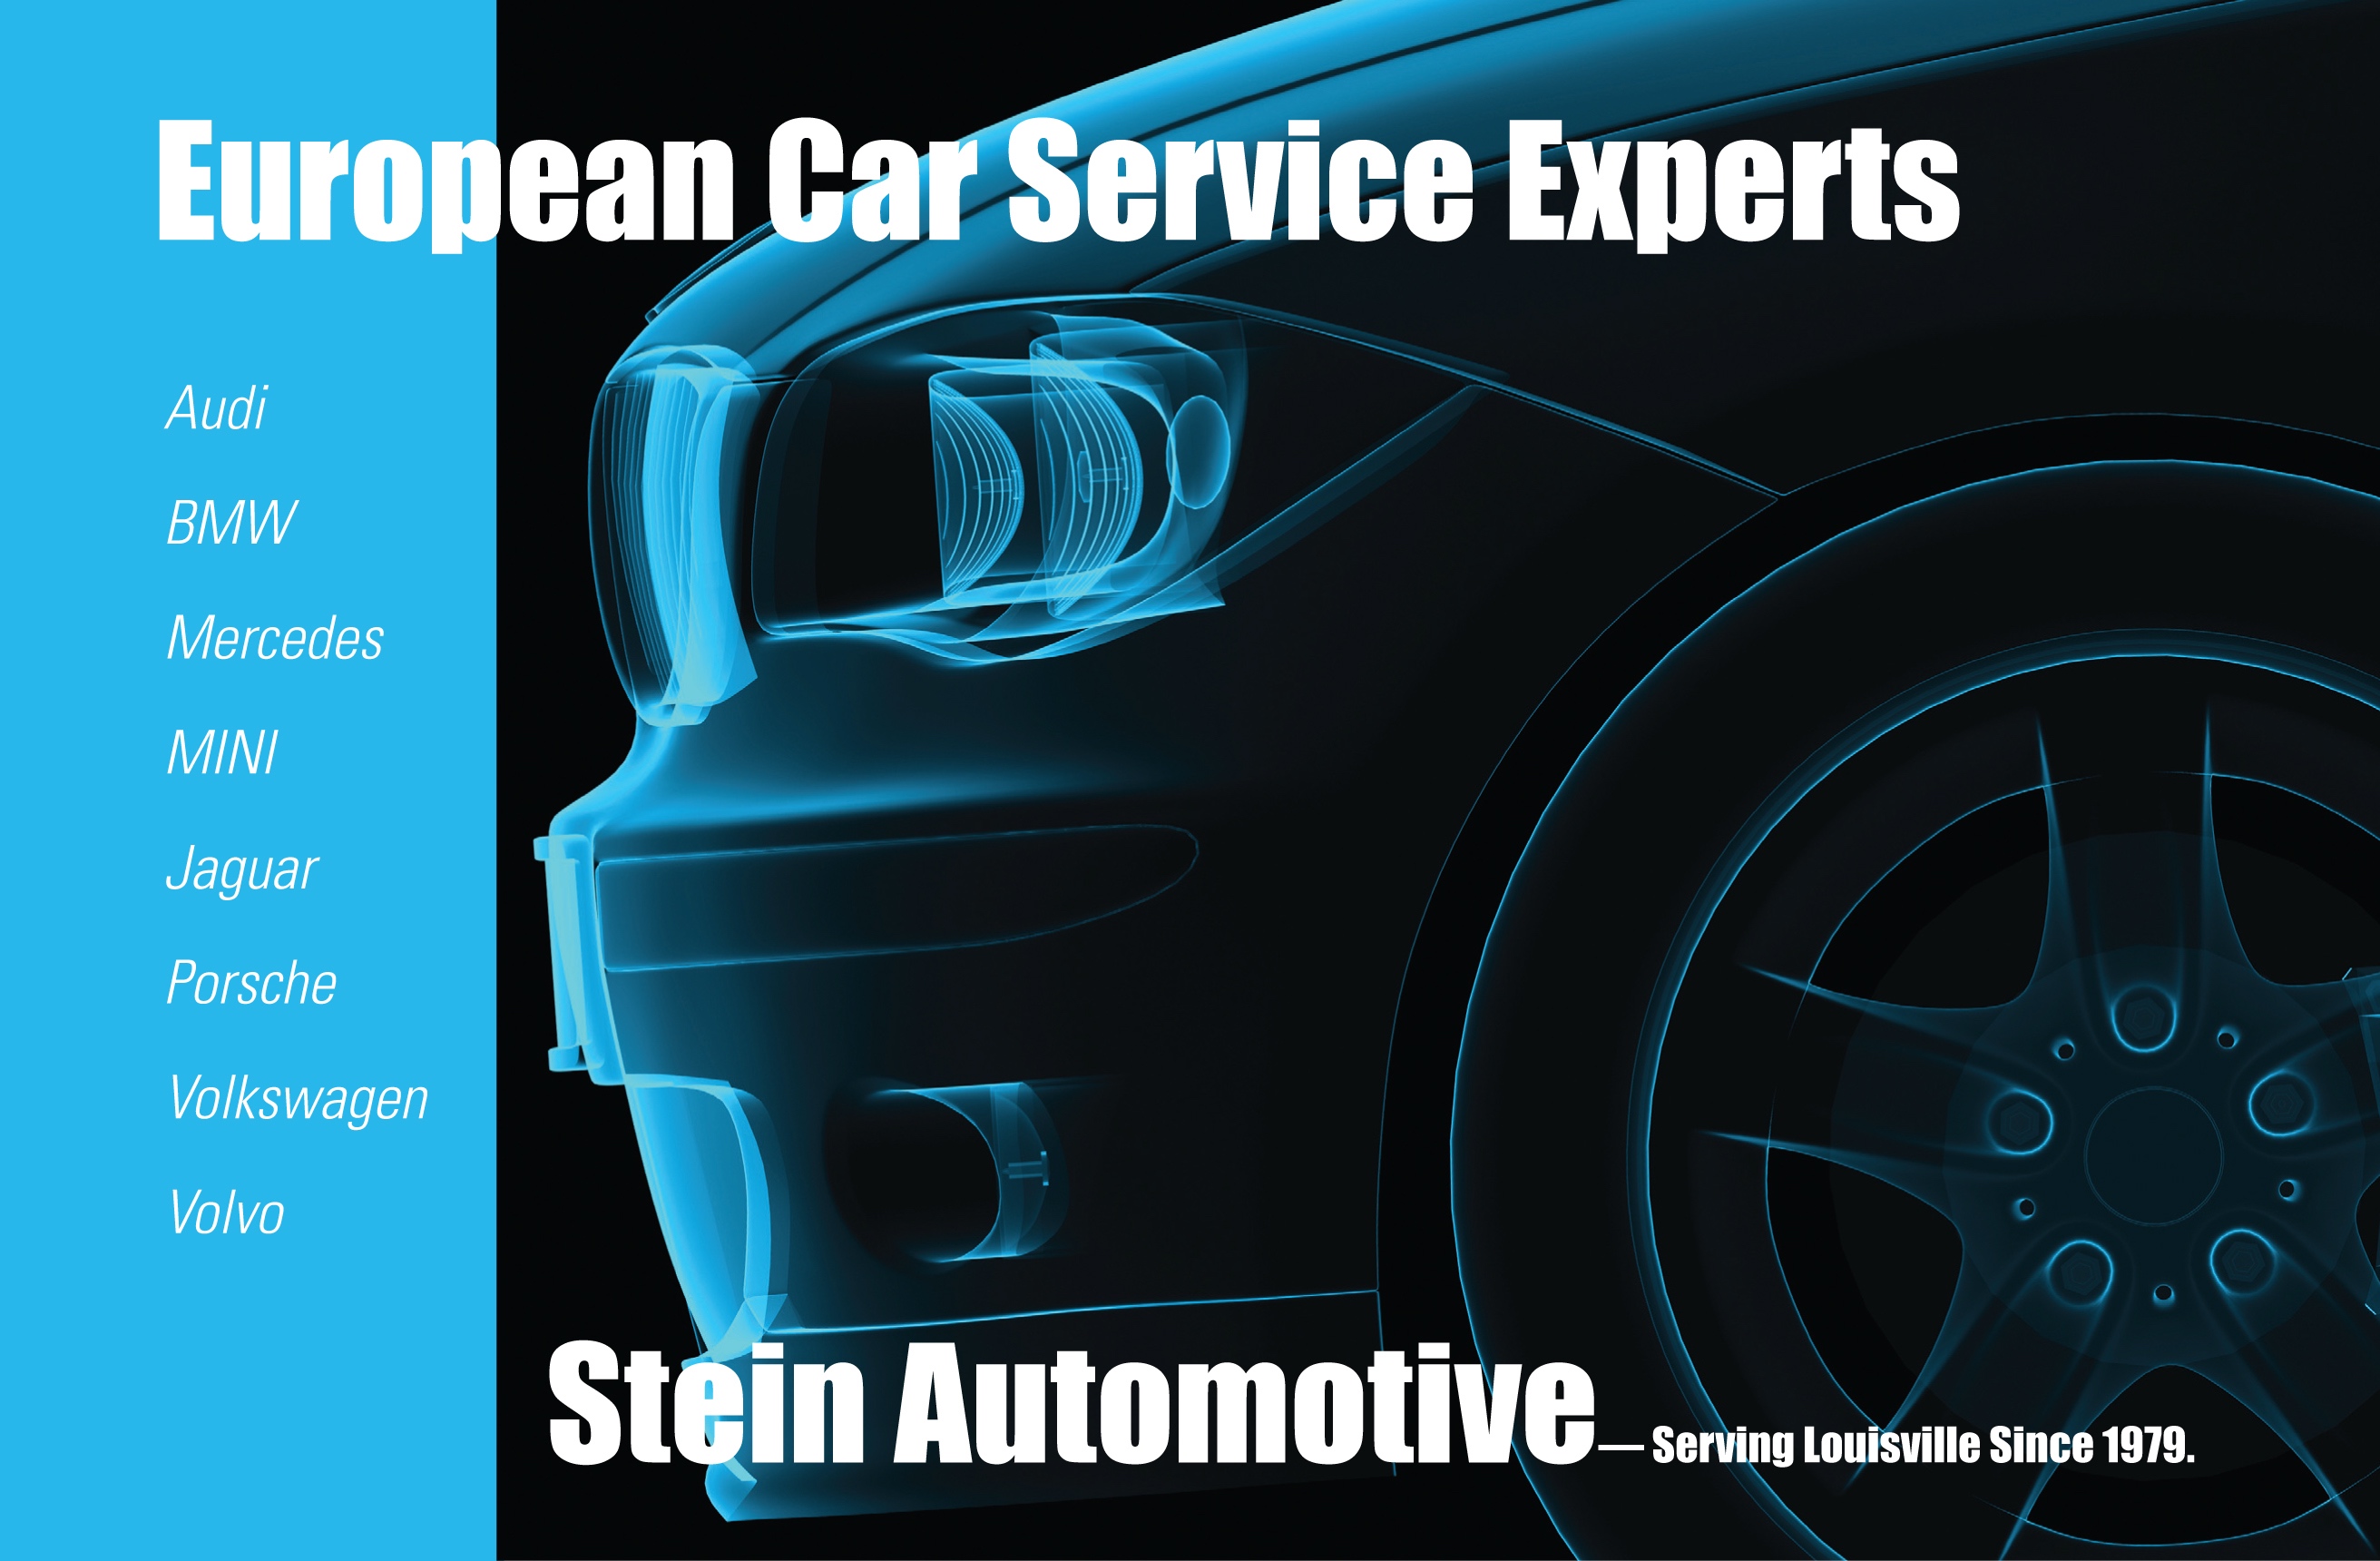 European Car Service Experts
Audi
BMW
Mercedes
MINI
Jaguar
Porsche
Volkswagen
Volvo
Stein Automotive— Serving Louisville Since 1979.